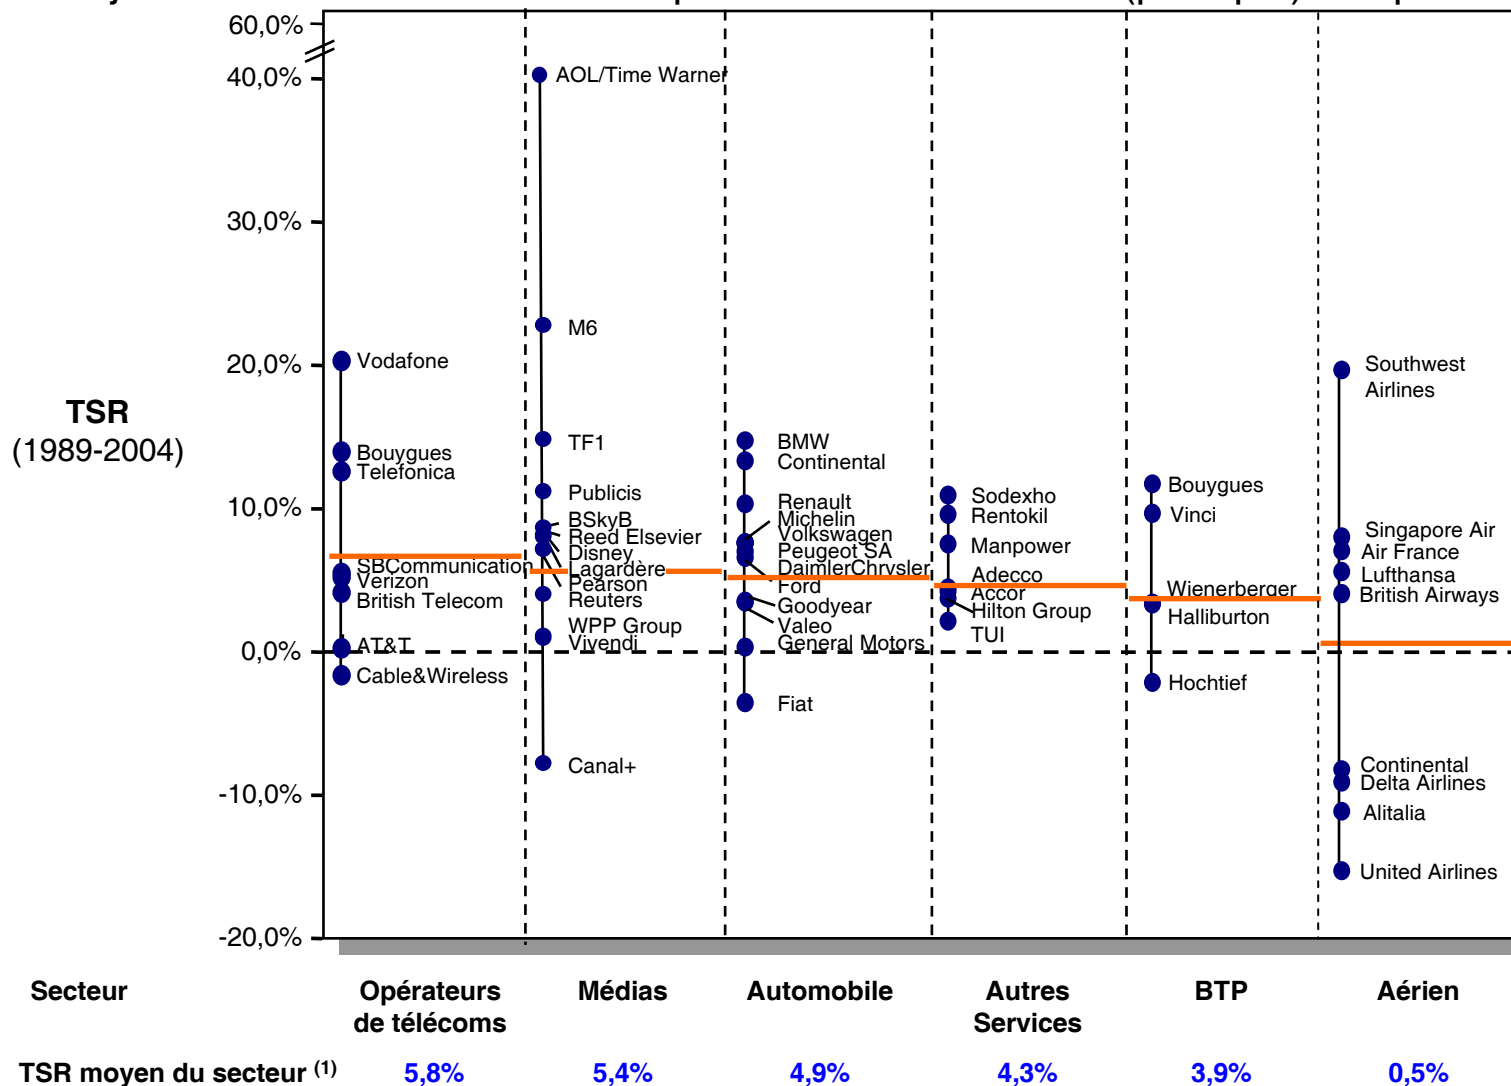 60,0%
40,0%
30,0%
20,0%
10,0%
0,0%
-10,0%
-20,0%
TSR
(1989-2004)
Vodafone
Bouygues
Telefonica
SBCommunication
Verizon
British Telecom
AT&T
Cable&Wireless
AOL/Time Warner
M6
TF1
Publicis
BSkyB
Reed Elsevier
Disney
Lagardère
Pearson
Reuters
WPP Group
Vivendi
Canal+
BMW
Continental
Renault
Michelin
Volkswagen
Peugeot SA
DaimlerChrysler
Ford
Goodyear
Valeo
General Motors
Fiat
Sodexho
Rentokil
Manpower
Adecco
Accor
Hilton Group
TUI
Bouygues
Vinci
Wienerberger
Halliburton
Hochtief
Southwest
Airlines
Singapore Air
Air France
Lufthansa
British Airways
Continental
Delta Airlines
Alitalia
United Airlines
Secteur
Opérateurs
de télécoms
Médias
Automobile
Autres
Services
BTP
Aérien
TSR moyen du secteur (1) 5,8% 5,4% 4,9% 4,3% 3,9% 0,5%